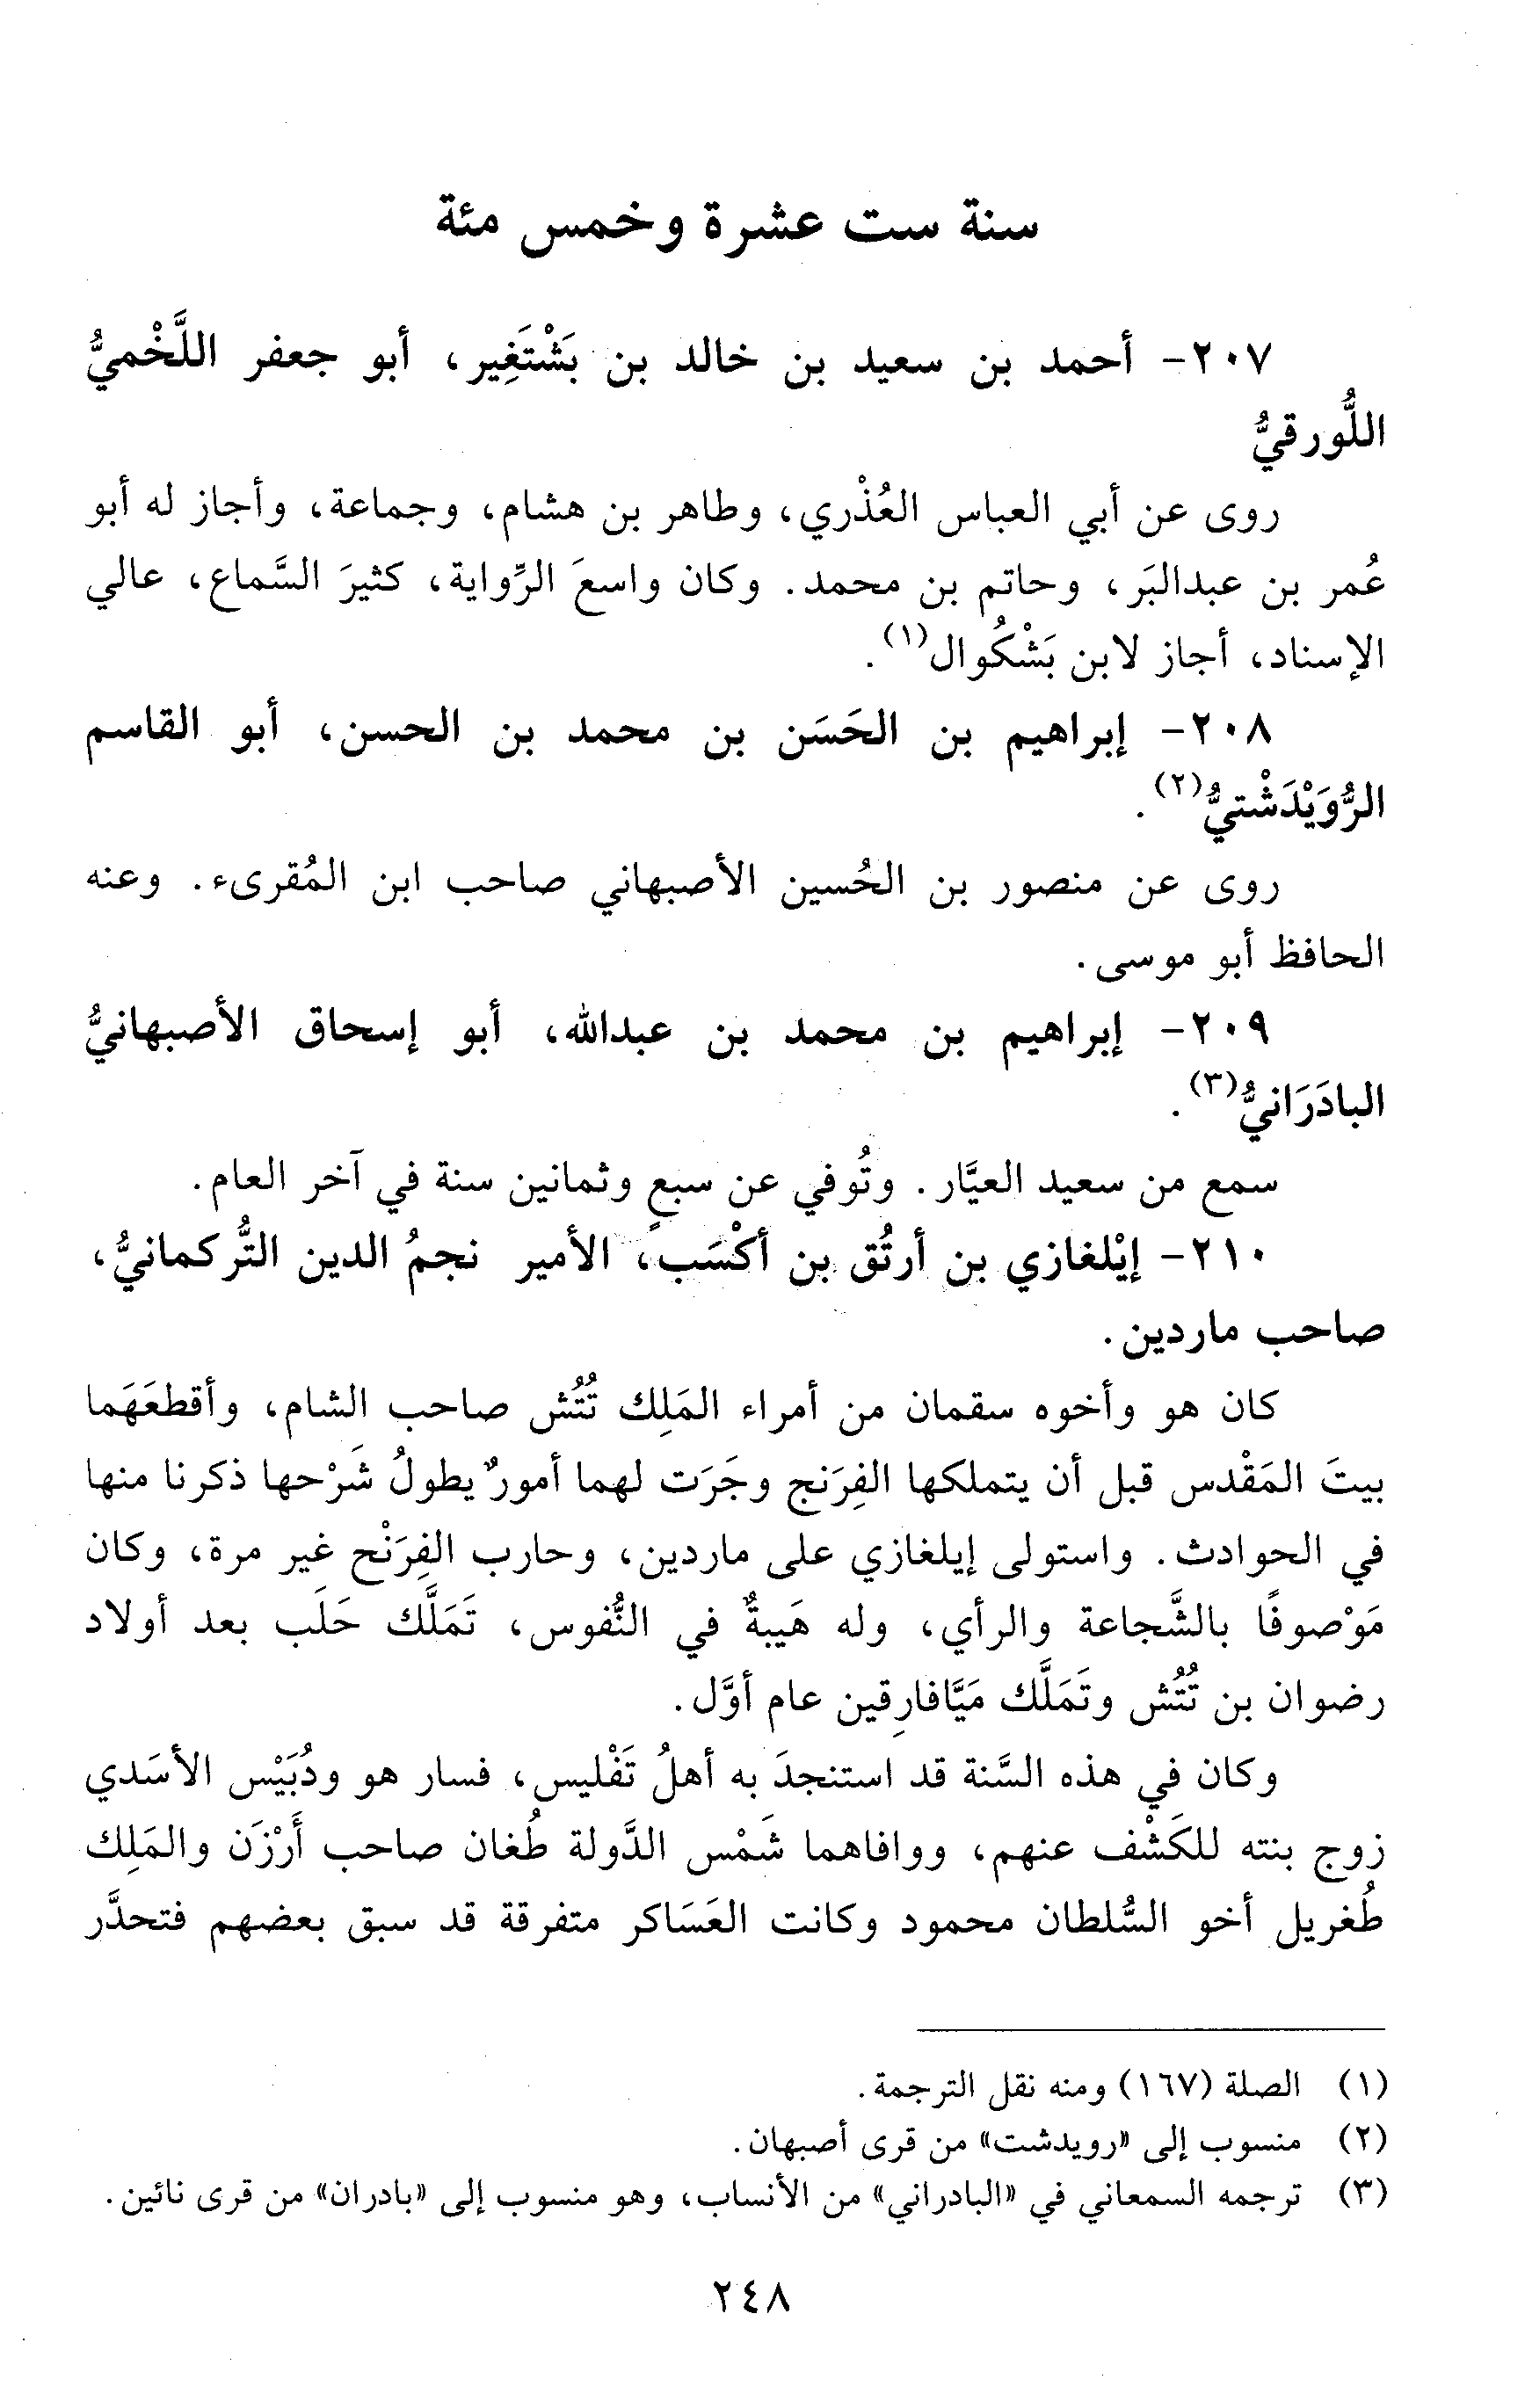 سنة ست عشرة وخمس مئة
٢٠٧- أحمد بن سعيد بن خالد بن بَشْتَغِير، أبو جعفر اللَّخْميُّ
اللُّورقيُّ
روى عن أبي العباس العُذْري، وطاهر بن هشام، وجماعة، وأجاز له أبو
عُمر بن عبدالبَر، وحاتم بن محمد. وكان واسعَ الرِّواية، كثيرَ السَّماع، عالي
الإسناد، أجاز لابن بَشْكُوال(١).
٢٠٨- إبراهيم بن الحَسَن بن محمد بن الحسن، أبو القاسم
الرُّوَيْدَشْتيُّ(٢).
روى عن منصور بن الحُسين الأصبهاني صاحب ابن المُقرىء. وعنه
الحافظ أبو موسى.
٢٠٩- إبراهيم بن محمد بن عبدالله، أبو إسحاق الأصبهانيُّ
البادَرَانيُّ(٣).
سمع من سعيد العيَّار. وتُوفي عن سبعٍ وثمانين سنة في آخر العام.
٢١٠- إيْلغازي بن أرتُق بن أكْسَب، الأمير نجمُ الدين التُّركمانيُّ،
صاحب ماردين.
كان هو وأخوه سقمان من أمراء المَلِك تُتُش صاحب الشام، وأقطعَهَما
بيتَ المَقْدس قبل أن يتملكها الفِرَنج وجَرَت لهما أمورٌ يطولُ شَرْحها ذكرنا منها
في الحوادث. واستولى إيلغازي على ماردين، وحارب الفِرَنْح غير مرة، وكان
مَوْصوفًا بالشَّجاعة والرأي، وله هَيبةٌ في النُّفوس، تَمَلَّك حَلَب بعد أولاد
رضوان بن تُتُش وتَمَلَّك مَيَّافارِقين عام أوَّل.
وكان في هذه السَّنة قد استنجدَ به أهلُ تَفْليس، فسار هو ودُبَيْس الأسَدي
زوج بنته للكَشْف عنهم، ووافاهما شَمْس الدَّولة طُغان صاحب أَرْزَن والمَلِك
طُغريل أخو السُّلطان محمود وكانت العَسَاكر متفرقة قد سبق بعضهم فتحدَّر
(١) الصلة (١٦٧) ومنه نقل الترجمة.
(٢) منسوب إلى «رويدشت» من قرى أصبهان.
(٣) ترجمه السمعاني في «البادراني» من الأنساب، وهو منسوب إلى «بادران» من قرى نائين.
٢٤٨